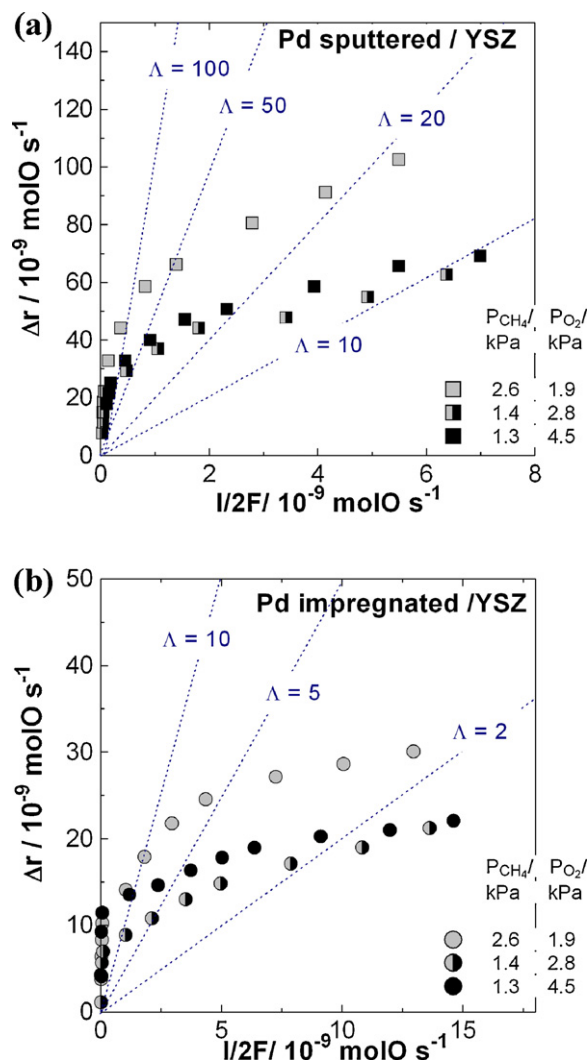 (a)
Pd sputtered / YSZ
Λ = 100
Λ = 50
Λ = 20
Λ = 10
140
120
100
80
60
40
20
0
Δr / 10⁻⁹ molO s⁻¹
0 2 4 6 8
I/2F/ 10⁻⁹ molO s⁻¹
P_CH₄/ P_O₂/
kPa kPa
2.6 1.9
1.4 2.8
1.3 4.5
(b)
Pd impregnated /YSZ
Λ = 10
Λ = 5
Λ = 2
50
40
30
20
10
0
Δr / 10⁻⁹ molO s⁻¹
0 5 10 15
I/2F/ 10⁻⁹ molO s⁻¹
P_CH₄/ P_O₂/
kPa kPa
2.6 1.9
1.4 2.8
1.3 4.5